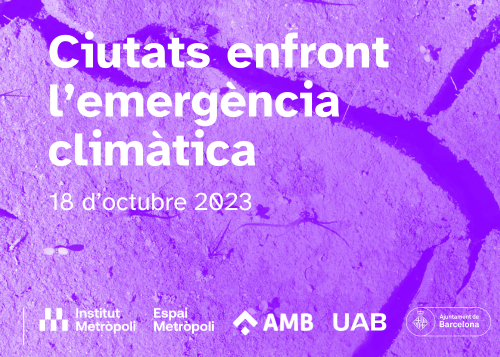 Ciutats enfront
l’emergència
climàtica
18 d’octubre 2023
Institut
Metròpoli
Espai
Metròpoli
AMB
UAB
Ajuntament de
Barcelona